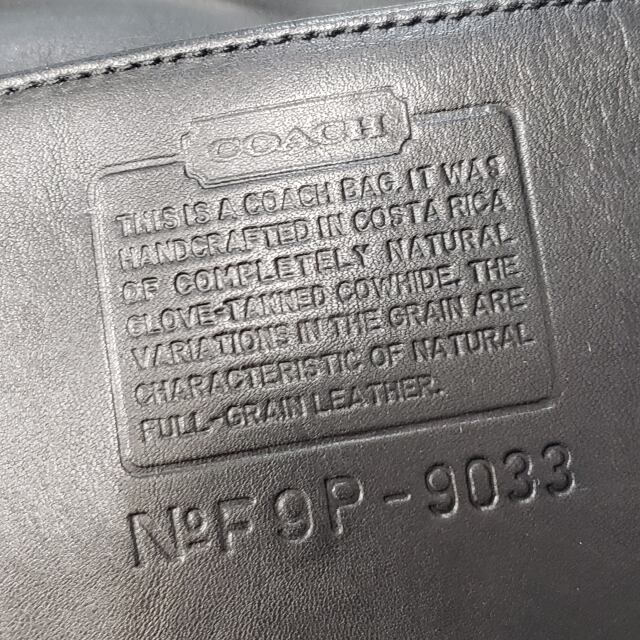 COACH
THIS IS A COACH BAG. IT WAS
HANDCRAFTED IN COSTA RICA
OF COMPLETELY NATURAL
GLOVE-TANNED COWHIDE. THE
VARIATIONS IN THE GRAIN ARE
CHARACTERISTIC OF NATURAL
FULL-GRAIN LEATHER.
№F9P-9033